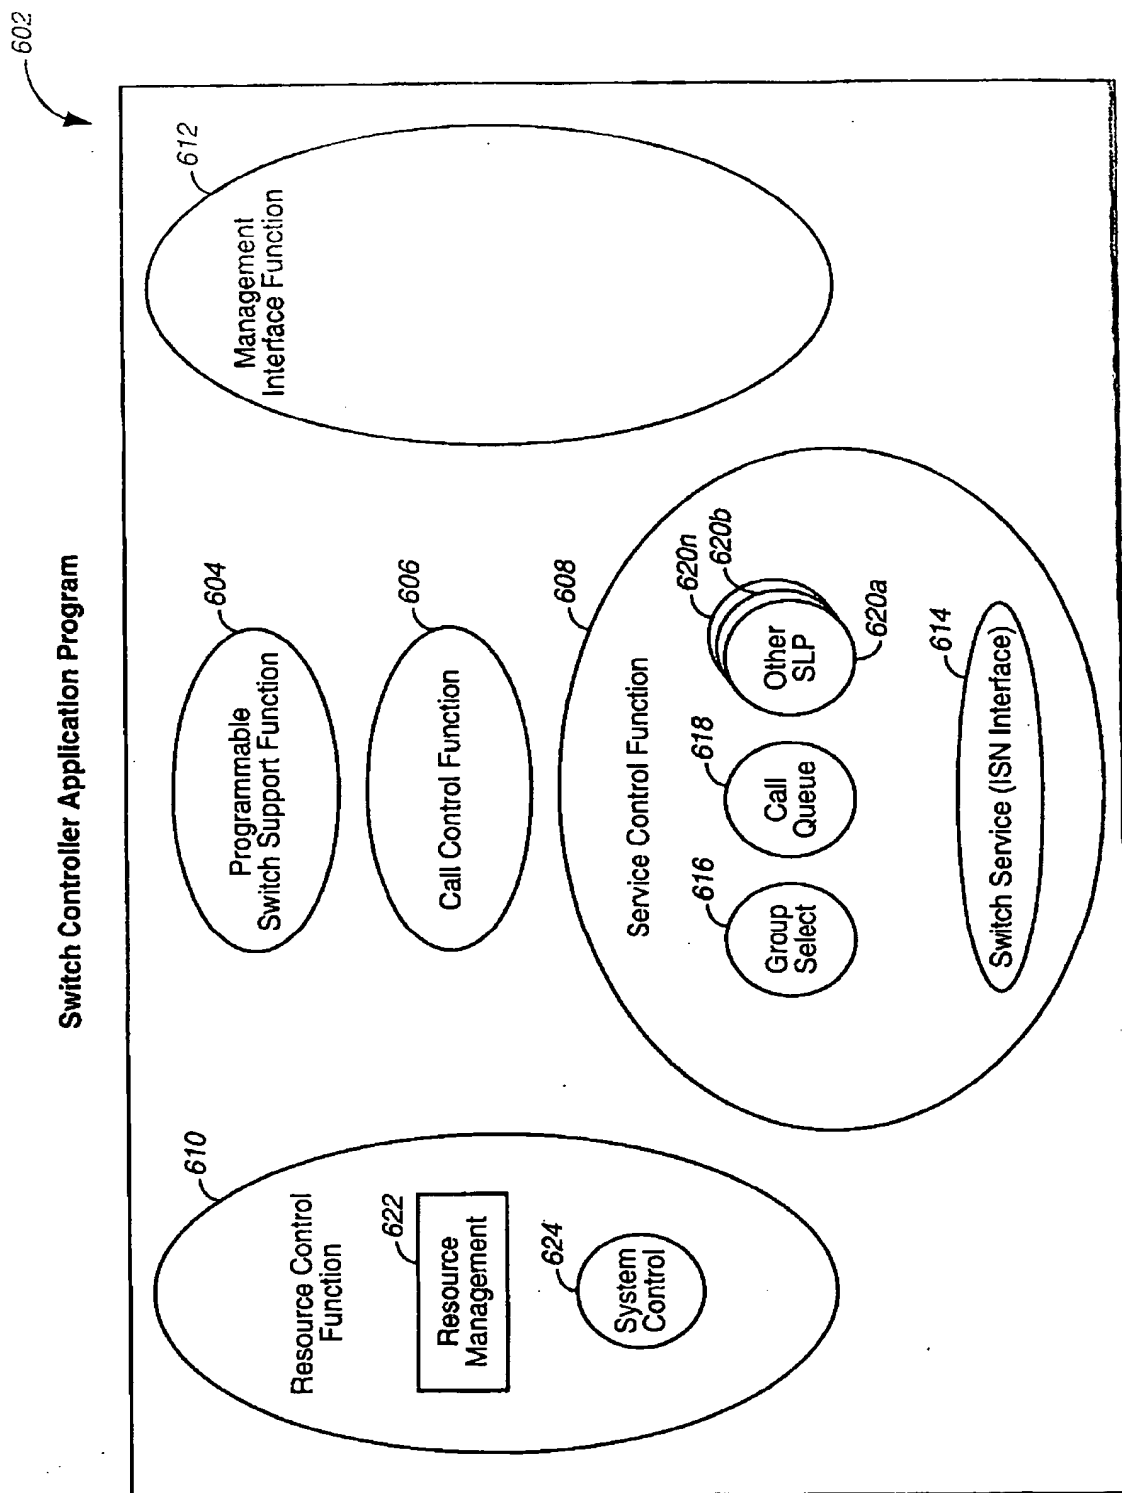 602
Switch Controller Application Program
610
Resource Control
Function
622
Resource
Management
624
System
Control
604
Programmable
Switch Support Function
606
Call Control Function
608
Service Control Function
616
Group
Select
618
Call
Queue
620n
620b
Other
SLP
620a
614
Switch Service (ISN Interface)
612
Management
Interface Function